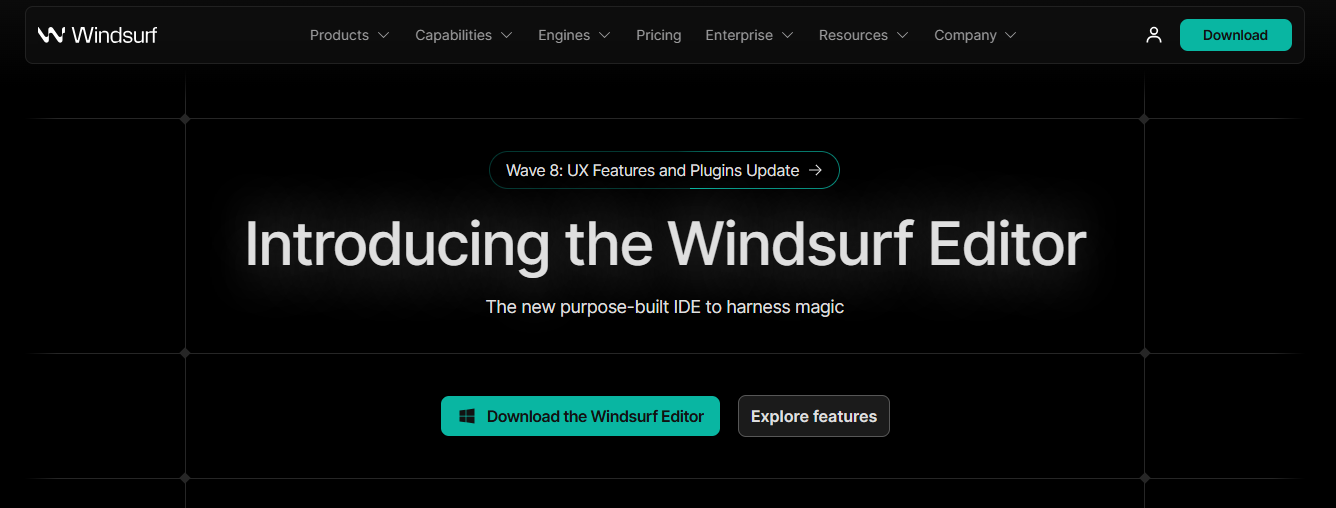 Windsurf
Products
Capabilities
Engines
Pricing
Enterprise
Resources
Company
Download
Wave 8: UX Features and Plugins Update →
Introducing the Windsurf Editor
The new purpose-built IDE to harness magic
Download the Windsurf Editor
Explore features